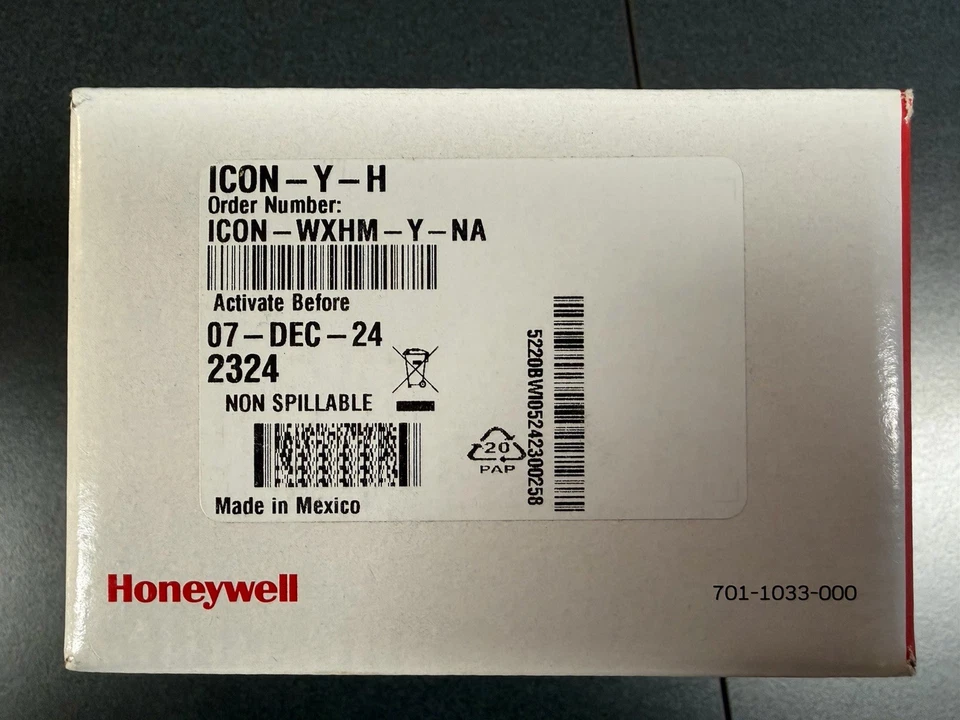 ICON-Y-H
Order Number:
ICON-WXHM-Y-NA
Activate Before
07-DEC-24
2324
NON SPILLABLE
Made in Mexico
20
PAP
5220BWI05242300258
Honeywell
701-1033-000